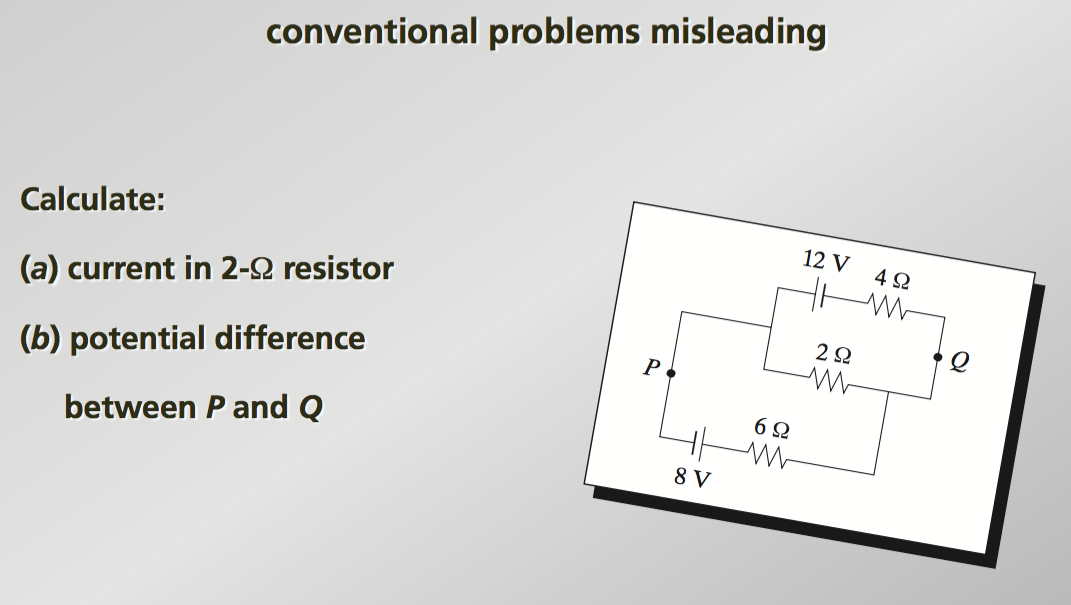 conventional problems misleading
Calculate:
(a) current in 2-Ω resistor
(b) potential difference
between P and Q
12 V
4 Ω
2 Ω
Q
P
6 Ω
8 V